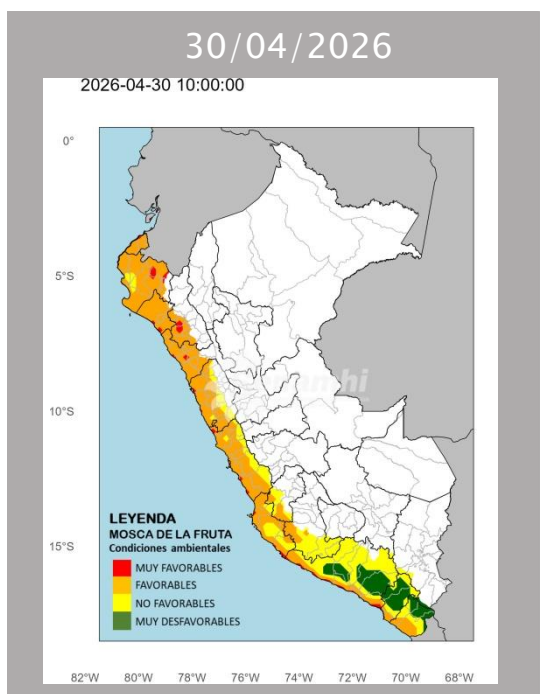 30/04/2026
2026-04-30 10:00:00
0°
5°S
10°S
15°S
senamhi
LEYENDA
MOSCA DE LA FRUTA
Condiciones ambientales
MUY FAVORABLES
FAVORABLES
NO FAVORABLES
MUY DESFAVORABLES
82°W 80°W 78°W 76°W 74°W 72°W 70°W 68°W